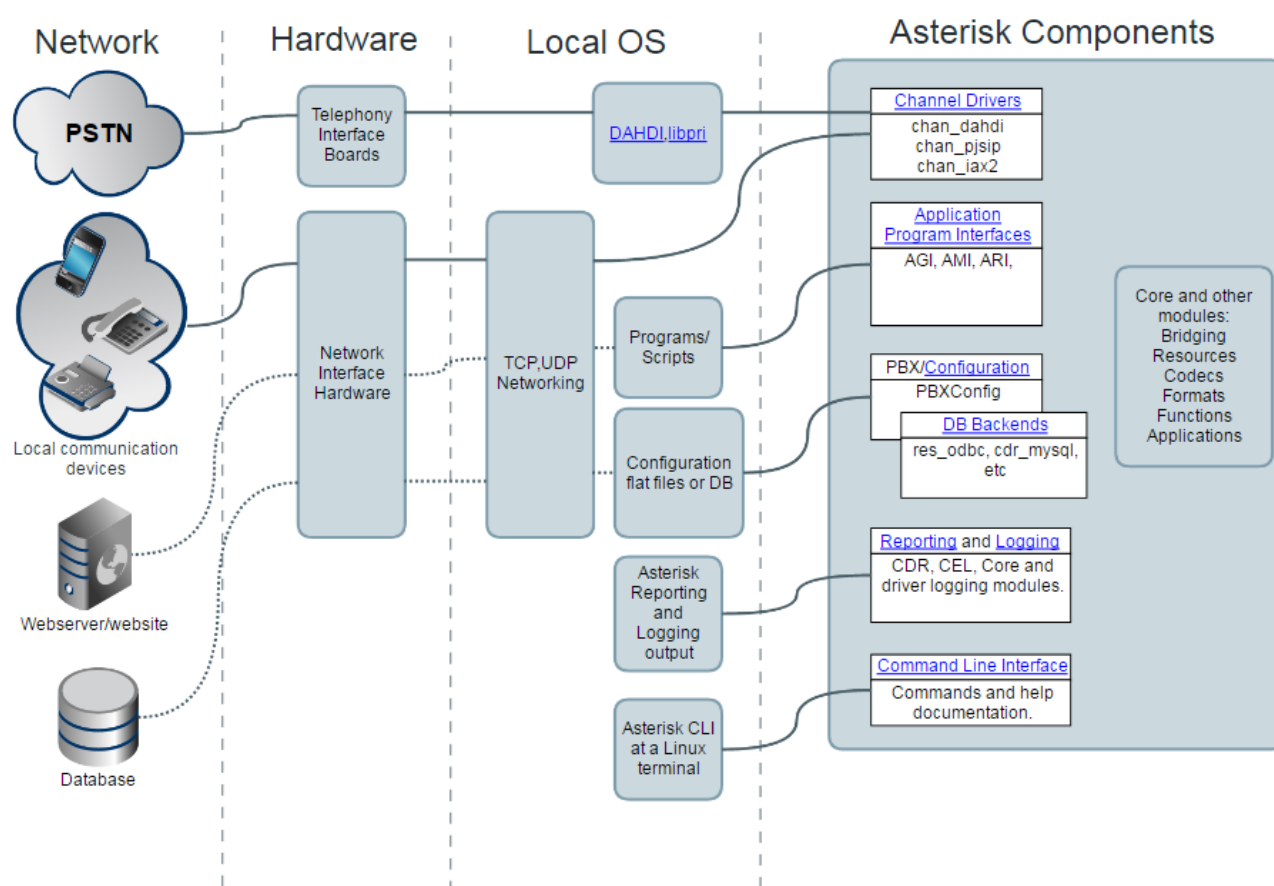 Network
Hardware
Local OS
Asterisk Components
PSTN
Telephony
Interface
Boards
DAHDI,libpri
Channel Drivers
chan_dahdi
chan_pjsip
chan_iax2
Application
Program Interfaces
AGI, AMI, ARI,
Local communication
devices
Network
Interface
Hardware
TCP,UDP
Networking
Programs/
Scripts
Configuration
flat files or DB
PBX/Configuration
PBXConfig
DB Backends
res_odbc, cdr_mysql,
etc
Core and other
modules:
Bridging
Resources
Codecs
Formats
Functions
Applications
Webserver/website
Asterisk
Reporting
and
Logging
output
Reporting and Logging
CDR, CEL, Core and
driver logging modules.
Database
Asterisk CLI
at a Linux
terminal
Command Line Interface
Commands and help
documentation.